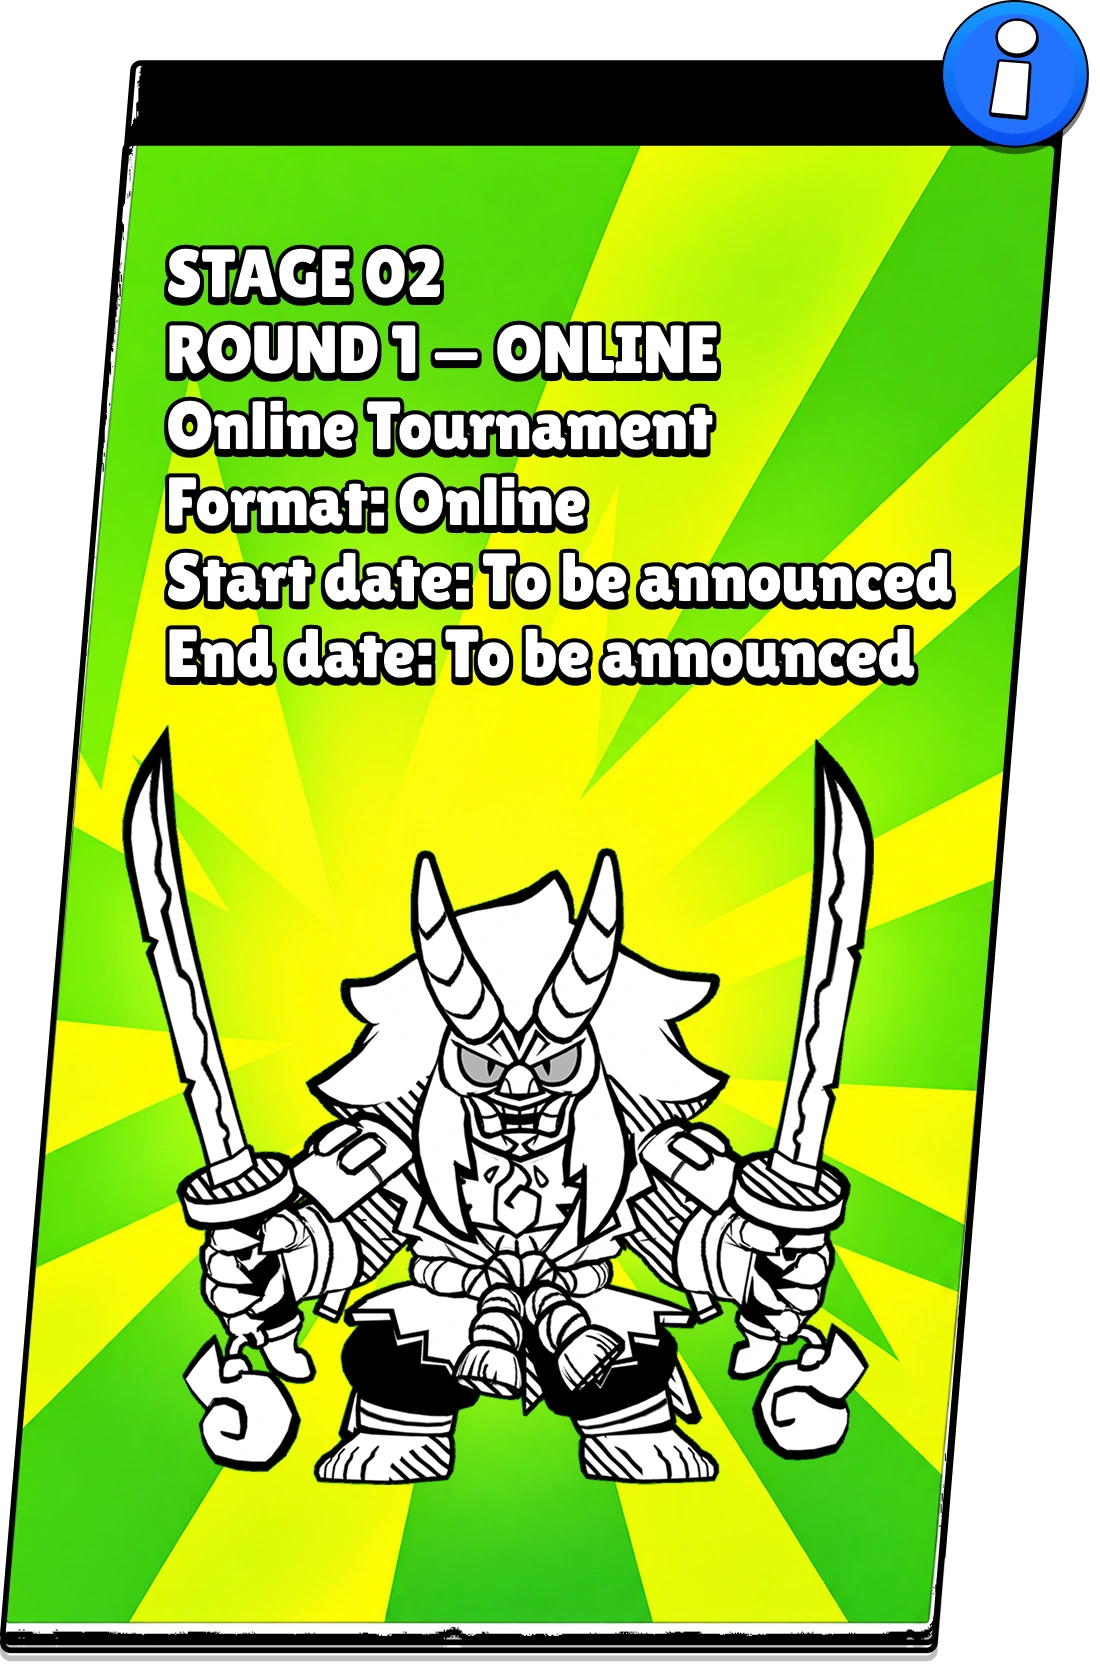 STAGE 02
ROUND 1 — ONLINE
Online Tournament
Format: Online
Start date: To be announced
End date: To be announced